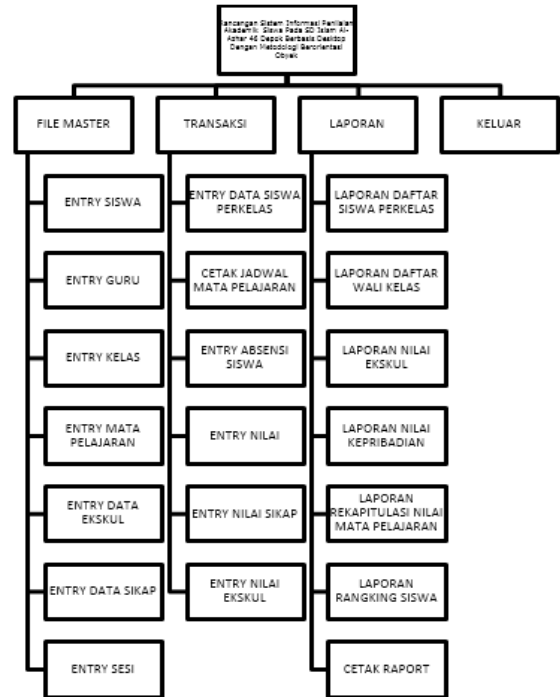 Rancangan Sistem Informasi Penilaian
Akademik Siswa Pada SD Islam Al-
Azhar 46 Depok Berbasis Desktop
Dengan Metodologi Berorientasi
Obyek
FILE MASTER
TRANSAKSI
LAPORAN
KELUAR
ENTRY SISWA
ENTRY GURU
ENTRY KELAS
ENTRY MATA
PELAJARAN
ENTRY DATA
EKSKUL
ENTRY DATA SIKAP
ENTRY SESI
ENTRY DATA SISWA
PERKELAS
CETAK JADWAL
MATA PELAJARAN
ENTRY ABSENSI
SISWA
ENTRY NILAI
ENTRY NILAI SIKAP
ENTRY NILAI
EKSKUL
LAPORAN DAFTAR
SISWA PERKELAS
LAPORAN DAFTAR
WALI KELAS
LAPORAN NILAI
EKSKUL
LAPORAN NILAI
KEPRIBADIAN
LAPORAN
REKAPITULASI NILAI
MATA PELAJARAN
LAPORAN
RANGKING SISWA
CETAK RAPORT